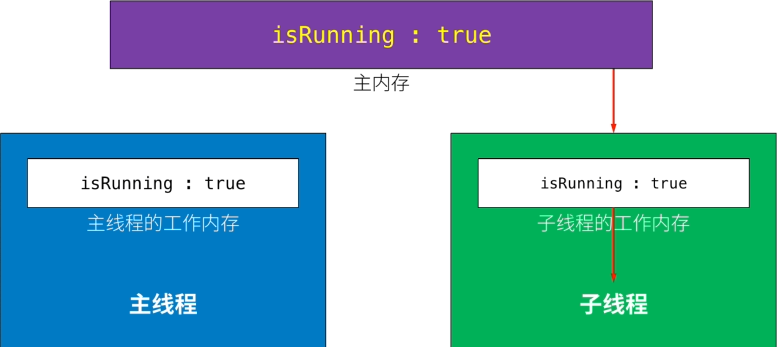 isRunning : true
主内存
isRunning : true
主线程的工作内存
主线程
isRunning : true
子线程的工作内存
子线程